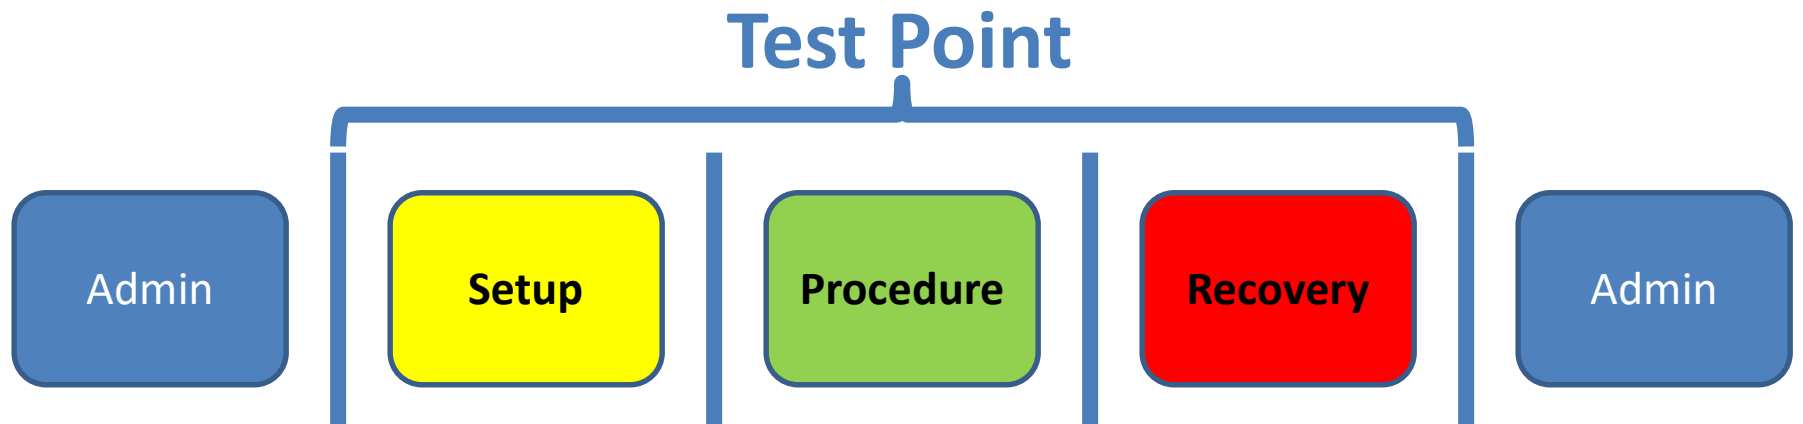 Test Point
Admin
Setup
Procedure
Recovery
Admin